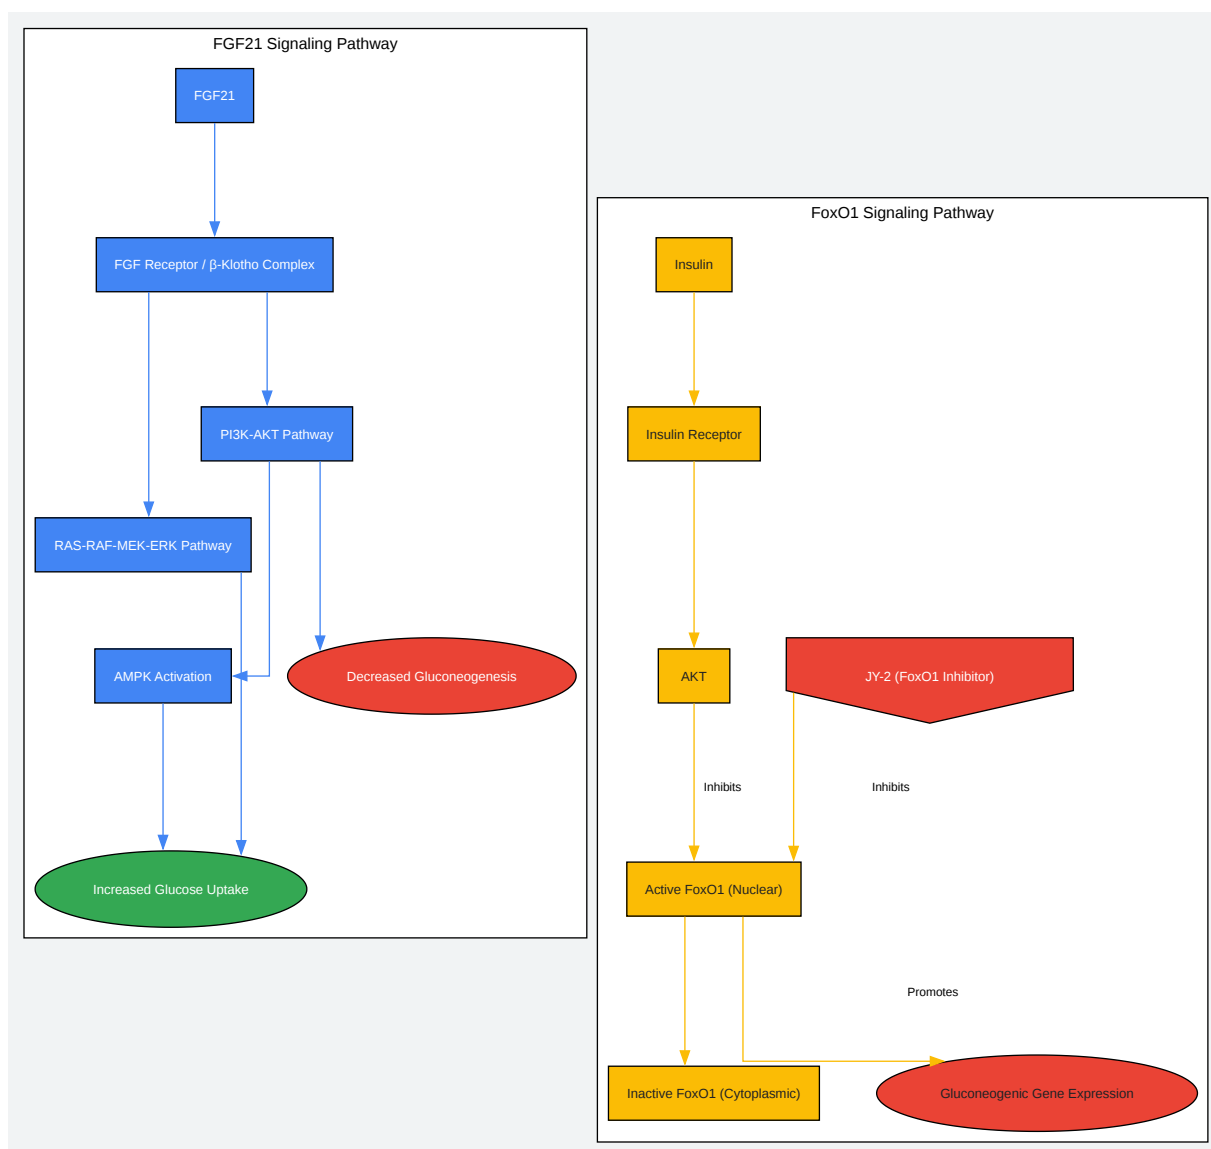 FGF21 Signaling Pathway
FGF21
FGF Receptor / β-Klotho Complex
PI3K-AKT Pathway
RAS-RAF-MEK-ERK Pathway
AMPK Activation
Decreased Gluconeogenesis
Increased Glucose Uptake
FoxO1 Signaling Pathway
Insulin
Insulin Receptor
AKT
JY-2 (FoxO1 Inhibitor)
Inhibits
Inhibits
Active FoxO1 (Nuclear)
Promotes
Inactive FoxO1 (Cytoplasmic)
Gluconeogenic Gene Expression